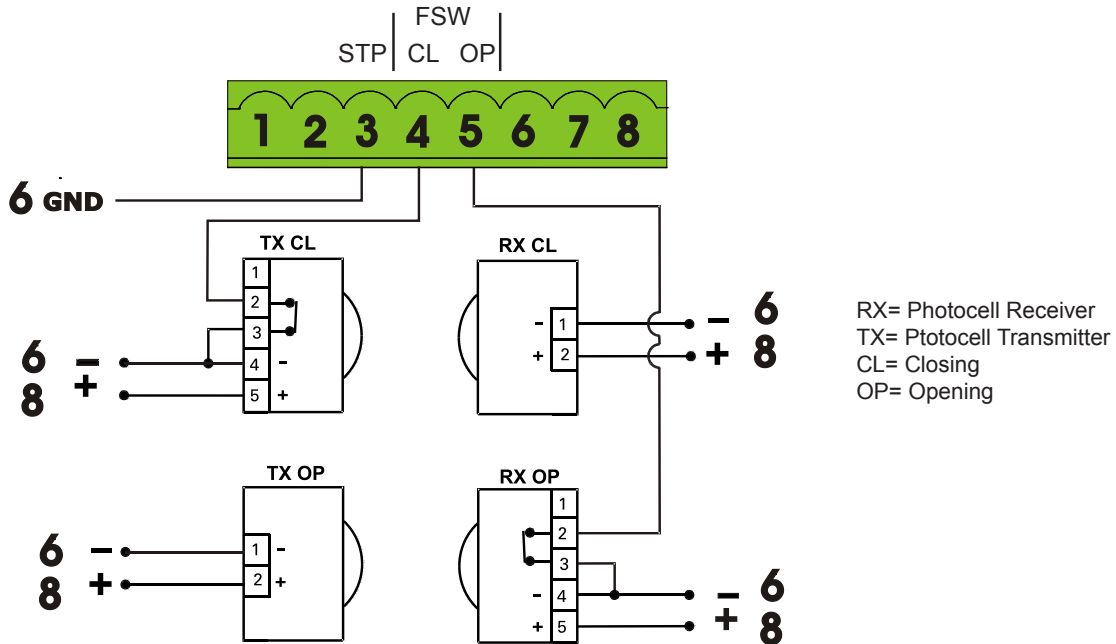 FSW
STP CL OP
1 2 3 4 5 6 7 8
6 GND
TX CL
1
2
3
4 -
5 +
6 -
8 +
RX CL
- 1
+ 2
- 6
+ 8
RX= Photocell Receiver
TX= Ptotocell Transmitter
CL= Closing
OP= Opening
TX OP
1 -
2 +
6 -
8 +
RX OP
1
2
3
- 4
+ 5
- 6
+ 8